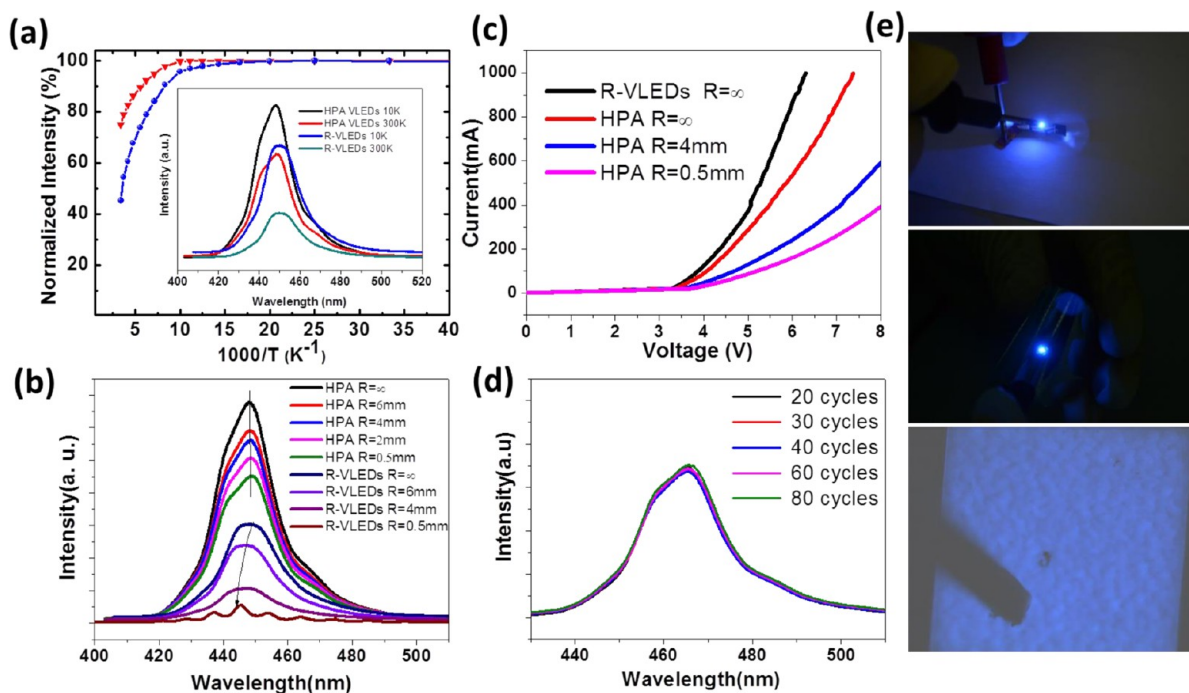 (a)
Normalized Intensity (%)
100
80
60
40
20
0 5 10 15 20 25 30 35 40
1000/T (K⁻¹)
Intensity (a.u.)
HPA VLEDs 10K
HPA VLEDs 300K
R-VLEDs 10K
R-VLEDs 300K
400 420 440 460 480 500 520
Wavelength (nm)
(c)
Current(mA)
1000
800
600
400
200
0
R-VLEDs R=∞
HPA R=∞
HPA R=4mm
HPA R=0.5mm
0 1 2 3 4 5 6 7 8
Voltage (V)
(e)
(b)
Intensity(a. u.)
HPA R=∞
HPA R=6mm
HPA R=4mm
HPA R=2mm
HPA R=0.5mm
R-VLEDs R=∞
R-VLEDs R=6mm
R-VLEDs R=4mm
R-VLEDs R=0.5mm
400 420 440 460 480 500
Wavelength(nm)
(d)
Intensity(a.u)
20 cycles
30 cycles
40 cycles
60 cycles
80 cycles
440 460 480 500
Wavelength(nm)